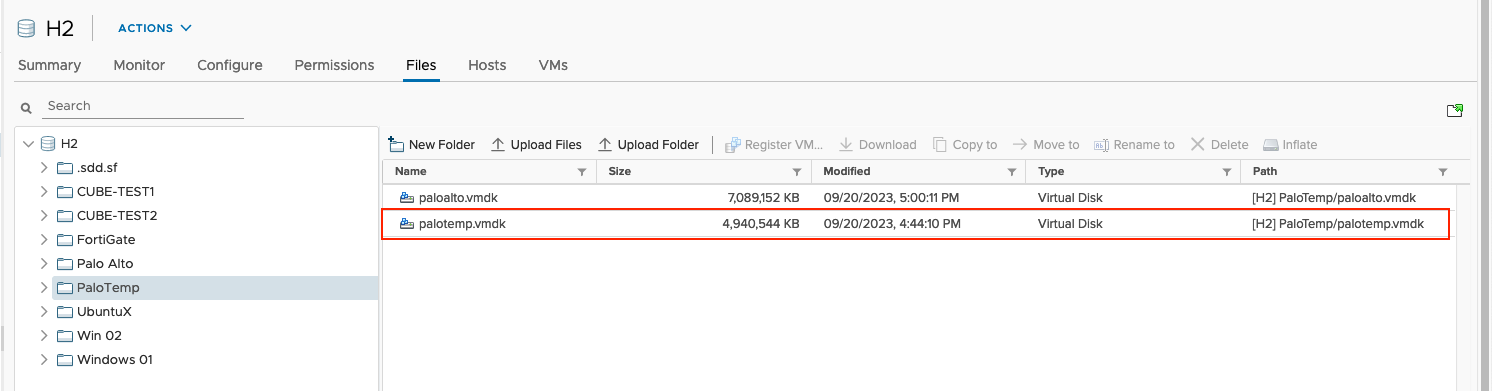 H2 ACTIONS
Summary Monitor Configure Permissions Files Hosts VMs
Search
H2
.sdd.sf
CUBE-TEST1
CUBE-TEST2
FortiGate
Palo Alto
PaloTemp
UbuntuX
Win 02
Windows 01
New Folder Upload Files Upload Folder Register VM... Download Copy to Move to Rename to Delete Inflate
Name Size Modified Type Path
paloalto.vmdk 7,089,152 KB 09/20/2023, 5:00:11 PM Virtual Disk [H2] PaloTemp/paloalto.vmdk
palotemp.vmdk 4,940,544 KB 09/20/2023, 4:44:10 PM Virtual Disk [H2] PaloTemp/palotemp.vmdk